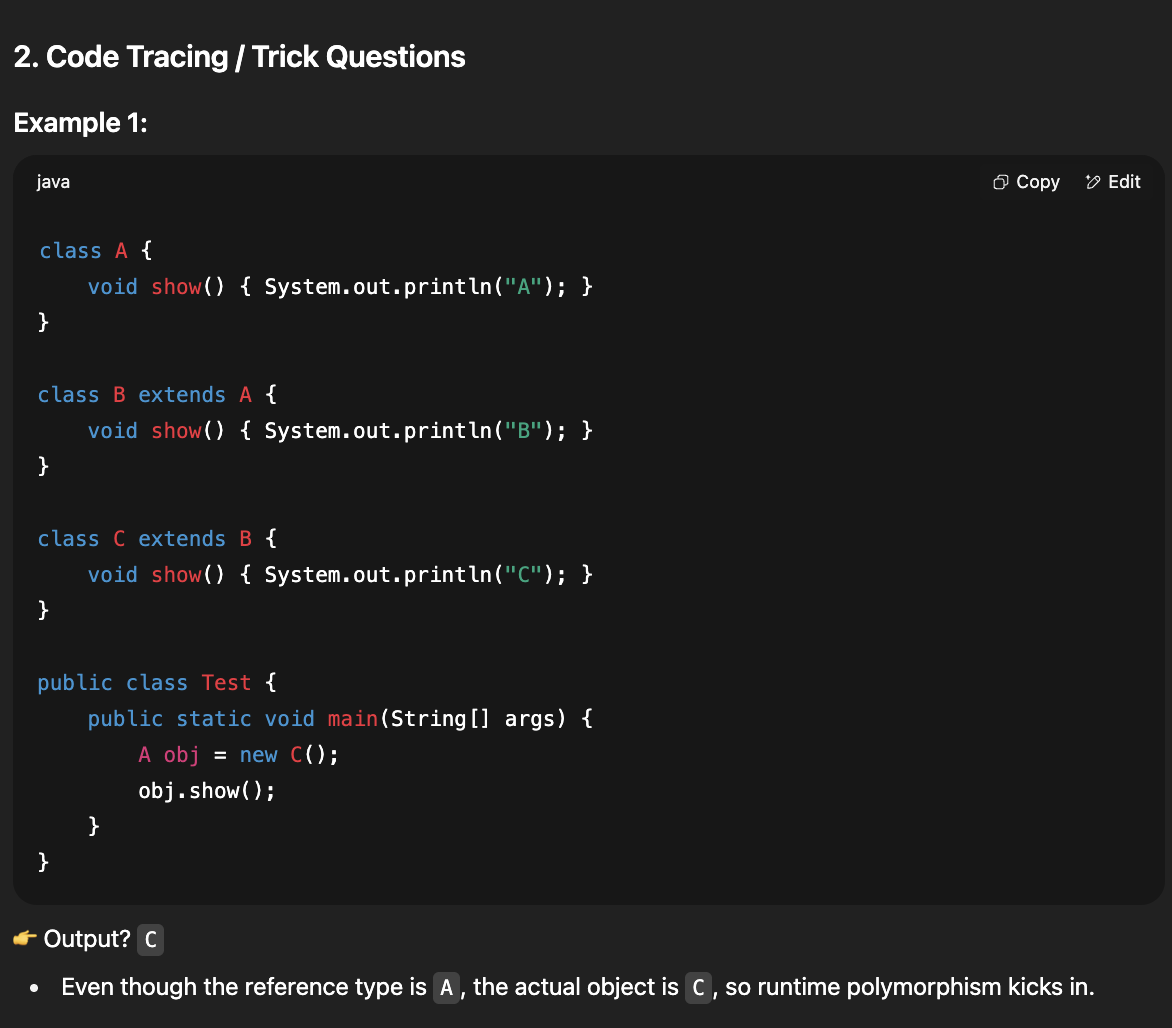 2. Code Tracing / Trick Questions
Example 1:
java
Copy
Edit
class A {
    void show() { System.out.println("A"); }
}
class B extends A {
    void show() { System.out.println("B"); }
}
class C extends B {
    void show() { System.out.println("C"); }
}
public class Test {
    public static void main(String[] args) {
        A obj = new C();
        obj.show();
    }
}
👉 Output? C
• Even though the reference type is A, the actual object is C, so runtime polymorphism kicks in.